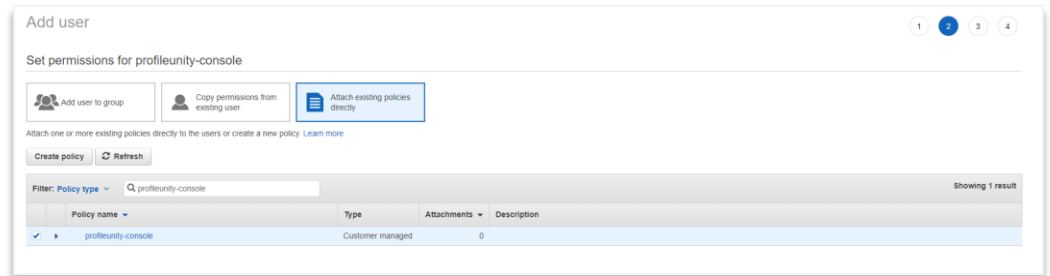 Add user
1 2 3 4
Set permissions for profileunity-console
Add user to group
Copy permissions from
existing user
Attach existing policies
directly
Attach one or more existing policies directly to the users or create a new policy. Learn more
Create policy Refresh
Filter: Policy type profileunity-console Showing 1 result
Policy name Type Attachments Description
profileunity-console Customer managed 0